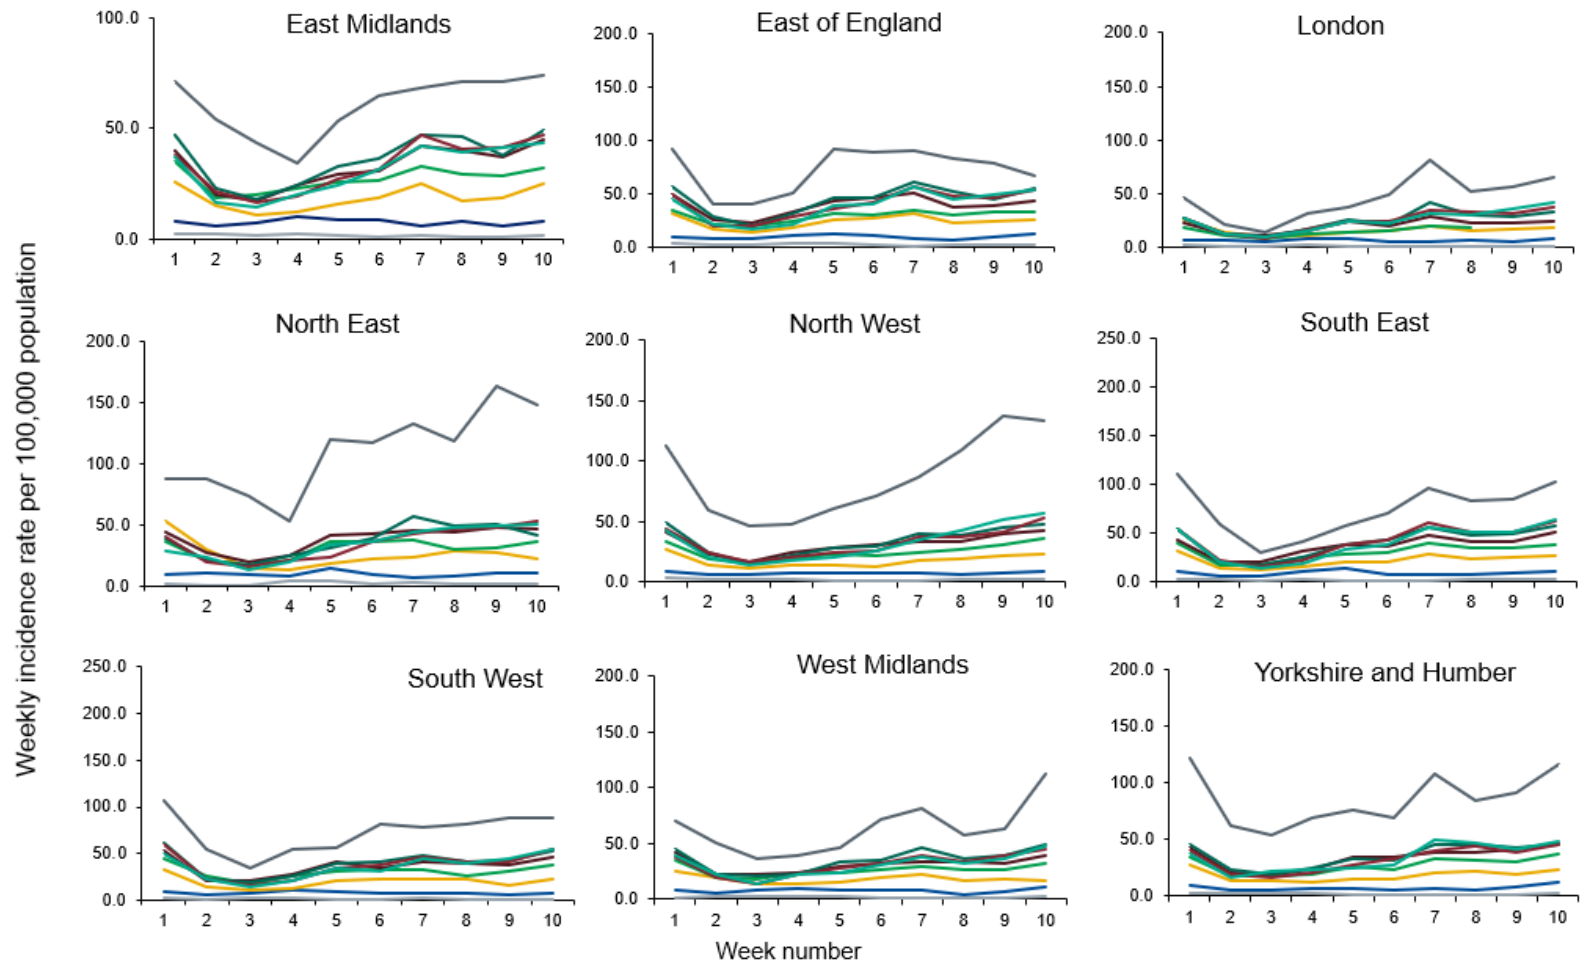 Weekly incidence rate per 100,000 population
East Midlands
100.0
50.0
0.0
1 2 3 4 5 6 7 8 9 10
East of England
200.0
150.0
100.0
50.0
0.0
1 2 3 4 5 6 7 8 9 10
London
200.0
150.0
100.0
50.0
0.0
1 2 3 4 5 6 7 8 9 10
North East
200.0
150.0
100.0
50.0
0.0
1 2 3 4 5 6 7 8 9 10
North West
200.0
150.0
100.0
50.0
0.0
1 2 3 4 5 6 7 8 9 10
South East
250.0
200.0
150.0
100.0
50.0
0.0
1 2 3 4 5 6 7 8 9 10
South West
250.0
200.0
150.0
100.0
50.0
0.0
1 2 3 4 5 6 7 8 9 10
West Midlands
200.0
150.0
100.0
50.0
0.0
1 2 3 4 5 6 7 8 9 10
Yorkshire and Humber
200.0
150.0
100.0
50.0
0.0
1 2 3 4 5 6 7 8 9 10
Week number